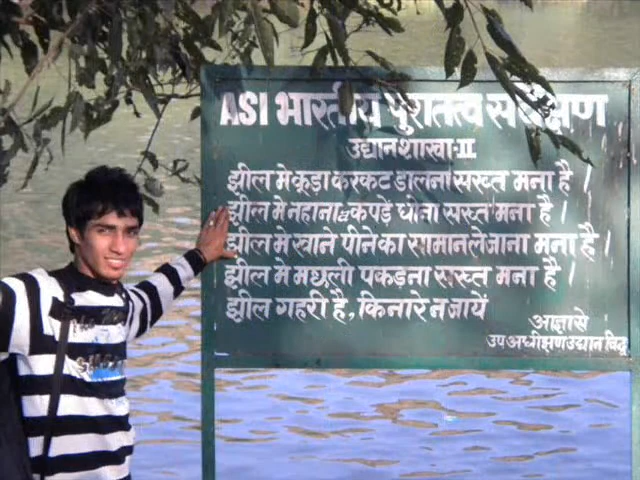 ASI भारतीय पुरातत्व सर्वेक्षण
उद्यान शाखा-II
झील मे कूड़ा करकट डालना सख्त मना है ।
झील मे नहाना व कपड़ें धोना सख्त मना है ।
झील मे खाने पीने का सामान लेजाना मना है ।
झील मे मछली पकड़ना सख्त मना है ।
झील गहरी है, किनारे न जायें
आज्ञा से
उप अधीक्षण उद्यान विद्